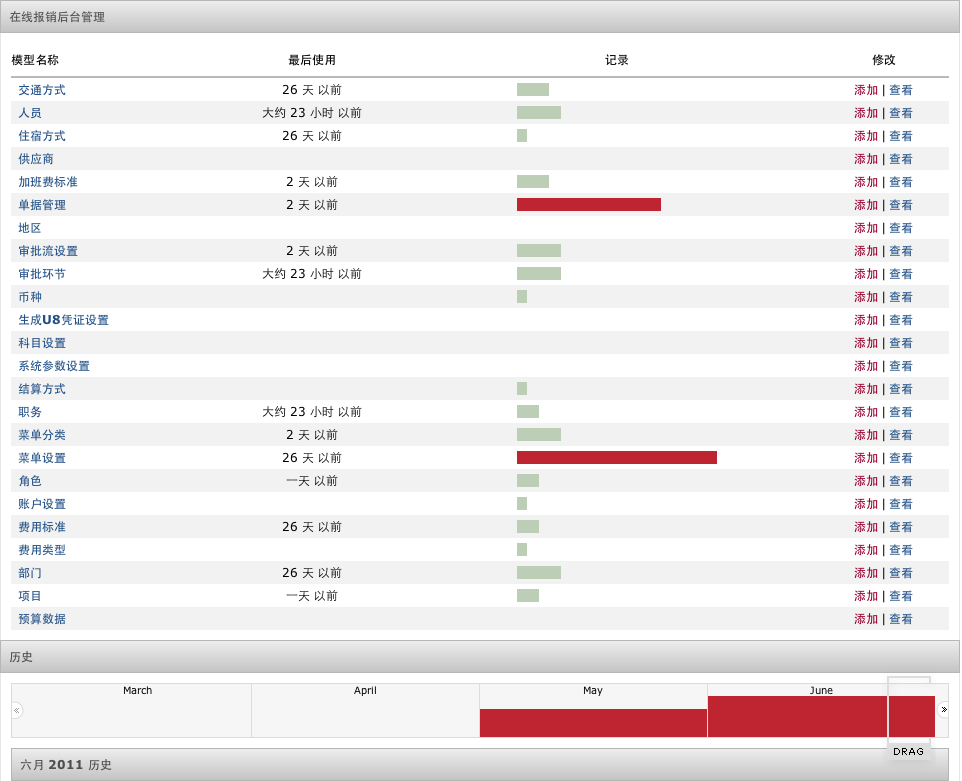 在线报销后台管理
模型名称 最后使用 记录 修改
交通方式 26 天 以前 添加 | 查看
人员 大约 23 小时 以前 添加 | 查看
住宿方式 26 天 以前 添加 | 查看
供应商 添加 | 查看
加班费标准 2 天 以前 添加 | 查看
单据管理 2 天 以前 添加 | 查看
地区 添加 | 查看
审批流设置 2 天 以前 添加 | 查看
审批环节 大约 23 小时 以前 添加 | 查看
币种 添加 | 查看
生成U8凭证设置 添加 | 查看
科目设置 添加 | 查看
系统参数设置 添加 | 查看
结算方式 添加 | 查看
职务 大约 23 小时 以前 添加 | 查看
菜单分类 2 天 以前 添加 | 查看
菜单设置 26 天 以前 添加 | 查看
角色 一天 以前 添加 | 查看
账户设置 添加 | 查看
费用标准 26 天 以前 添加 | 查看
费用类型 添加 | 查看
部门 26 天 以前 添加 | 查看
项目 一天 以前 添加 | 查看
预算数据 添加 | 查看
历史
March April May June
« »
DRAG
六月 2011 历史